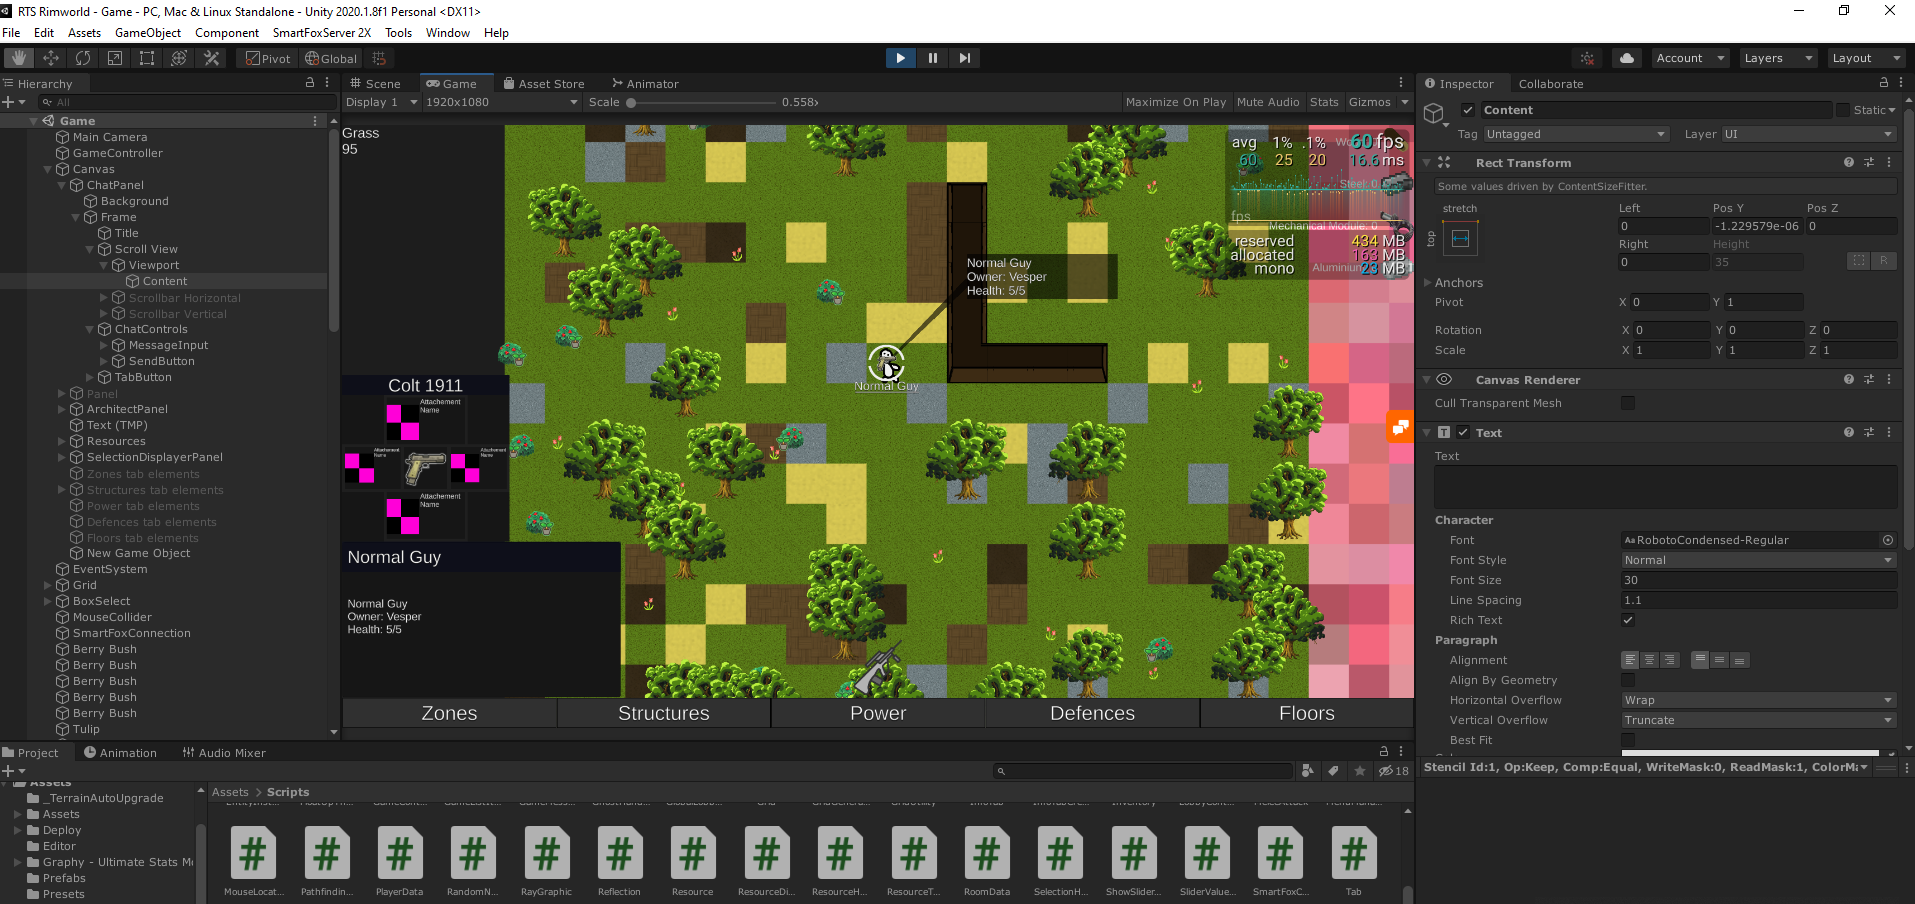 RTS Rimworld - Game - PC, Mac & Linux Standalone - Unity 2020.1.8f1 Personal <DX11>
File Edit Assets GameObject Component SmartFoxServer 2X Tools Window Help
Pivot Global Account Layers Layout
Hierarchy
All
Game
Main Camera
GameController
Canvas
ChatPanel
Background
Frame
Title
Scroll View
Viewport
Content
Scrollbar Horizontal
Scrollbar Vertical
ChatControls
MessageInput
SendButton
TabButton
Panel
ArchitectPanel
Text (TMP)
Resources
SelectionDisplayerPanel
Zones tab elements
Structures tab elements
Power tab elements
Defences tab elements
Floors tab elements
New Game Object
EventSystem
Grid
BoxSelect
MouseCollider
SmartFoxConnection
Berry Bush
Berry Bush
Berry Bush
Berry Bush
Berry Bush
Tulip
Scene Game Asset Store Animator
Display 1 1920x1080 Scale 0.558x Maximize On Play Mute Audio Stats Gizmos
Grass
95
avg 1% .1% 60 fps
60 25 20 16.6 ms
Steel: 0
fps
Mechanical Module: 0
reserved 434 MB
allocated 163 MB
mono 23 MB
Normal Guy
Owner: Vesper
Health: 5/5
Normal Guy
Colt 1911
Attachement
Name
Attachement
Name
Attachement
Name
Attachement
Name
Normal Guy
Normal Guy
Owner: Vesper
Health: 5/5
Zones Structures Power Defences Floors
Inspector Collaborate
Content Static
Tag Untagged Layer UI
Rect Transform
Some values driven by ContentSizeFitter.
stretch Left Pos Y Pos Z
top 0 -1.229579e-06 0
Right Height
0 35 R
Anchors
Pivot X 0 Y 1
Rotation X 0 Y 0 Z 0
Scale X 1 Y 1 Z 1
Canvas Renderer
Cull Transparent Mesh
Text
Text
Character
Font RobotoCondensed-Regular
Font Style Normal
Font Size 30
Line Spacing 1.1
Rich Text
Paragraph
Alignment
Align By Geometry
Horizontal Overflow Wrap
Vertical Overflow Truncate
Best Fit
Stencil Id:1, Op:Keep, Comp:Equal, WriteMask:0, ReadMask:1, ColorMa
Project Animation Audio Mixer
18
Assets
_TerrainAutoUpgrade
Assets
Deploy
Editor
Graphy - Ultimate Stats Mo
Prefabs
Presets
Assets > Scripts
MouseLocat... Pathfindin... PlayerData RandomN... RayGraphic Reflection Resource ResourceDi... ResourceH... ResourceT... RoomData SelectionH... ShowSlider... SliderValue... SmartFoxC... Tab